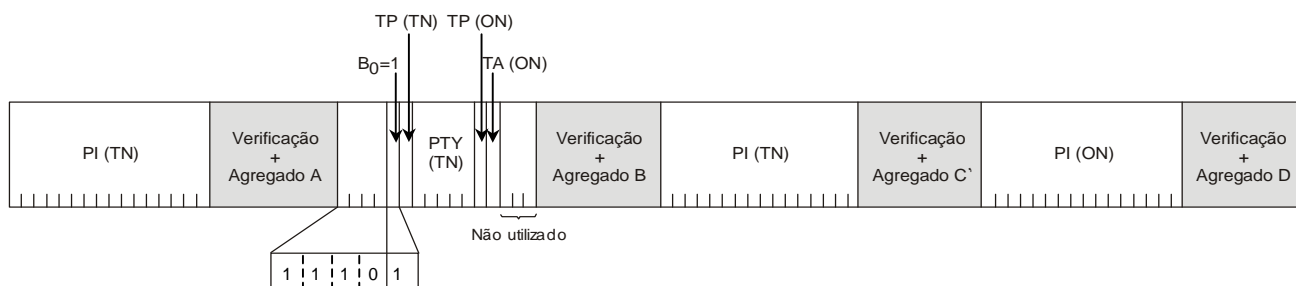 TP (TN) TP (ON)
B0=1 TA (ON)
PI (TN)
Verificação
+
Agregado A
PTY
(TN)
Verificação
+
Agregado B
PI (TN)
Verificação
+
Agregado C`
PI (ON)
Verificação
+
Agregado D
Não utilizado
1 1 1 0 1